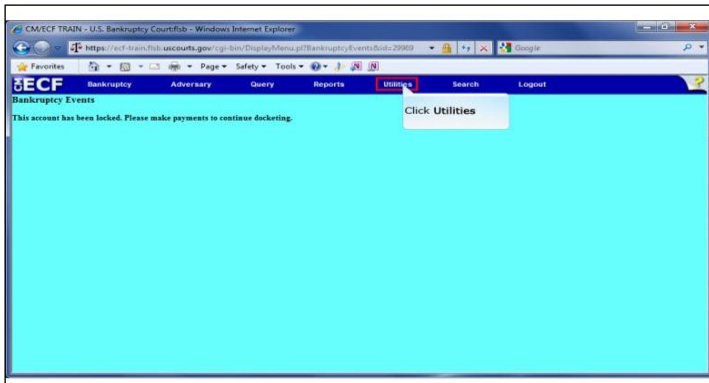 CM/ECF TRAIN - U.S. Bankruptcy Court:flsb - Windows Internet Explorer
https://ecf-train.flsb.uscourts.gov/cgi-bin/DisplayMenu.pl?BankruptcyEvents&id=29989
Google
Favorites Page Safety Tools
ECF Bankruptcy Adversary Query Reports Utilities Search Logout ?
Bankruptcy Events
This account has been locked. Please make payments to continue docketing.
Click Utilities